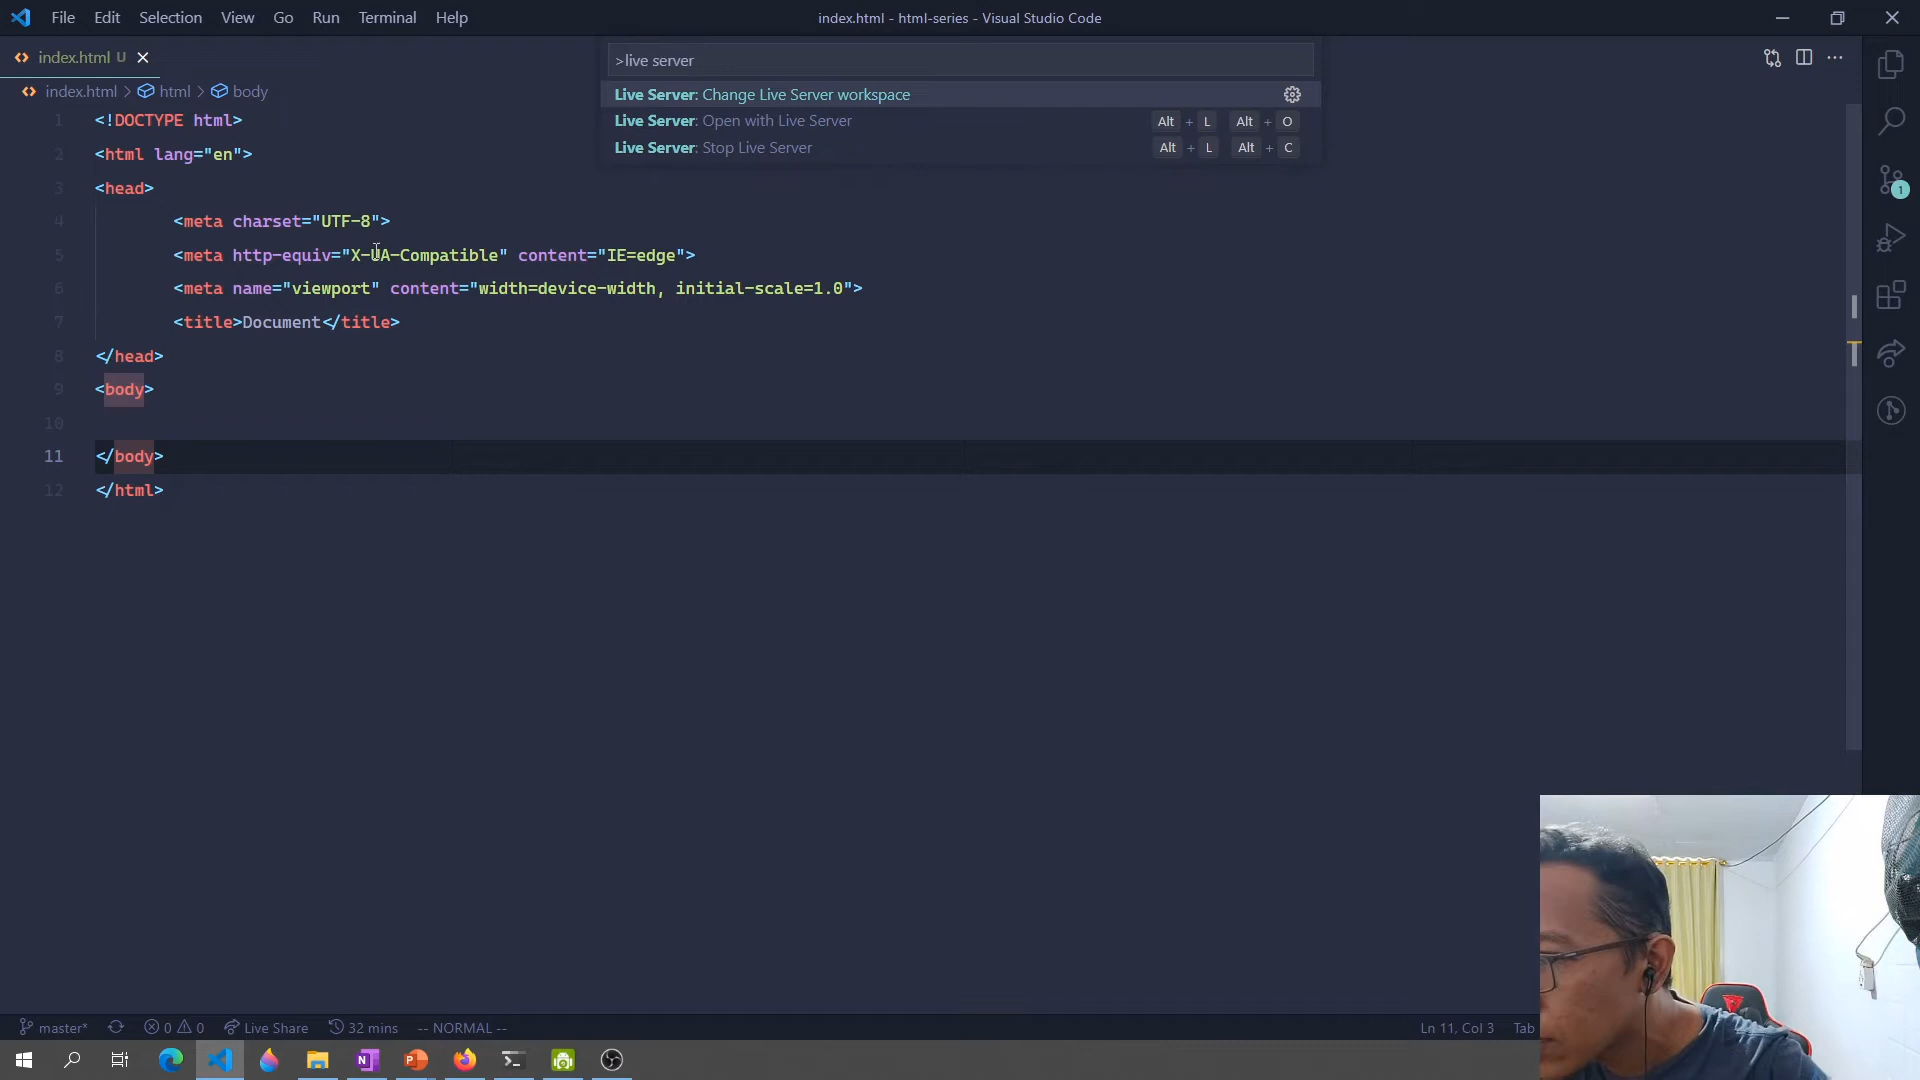 File Edit Selection View Go Run Terminal Help
index.html - html-series - Visual Studio Code
index.html U
>live server
index.html > html > body
Live Server: Change Live Server workspace
Live Server: Open with Live Server Alt + L Alt + O
Live Server: Stop Live Server Alt + L Alt + C
1 <!DOCTYPE html>
2 <html lang="en">
3 <head>
4 <meta charset="UTF-8">
5 <meta http-equiv="X-UA-Compatible" content="IE=edge">
6 <meta name="viewport" content="width=device-width, initial-scale=1.0">
7 <title>Document</title>
8 </head>
9 <body>
10
11 </body>
12 </html>
1
master* 0 0 Live Share 32 mins -- NORMAL -- Ln 11, Col 3 Tab